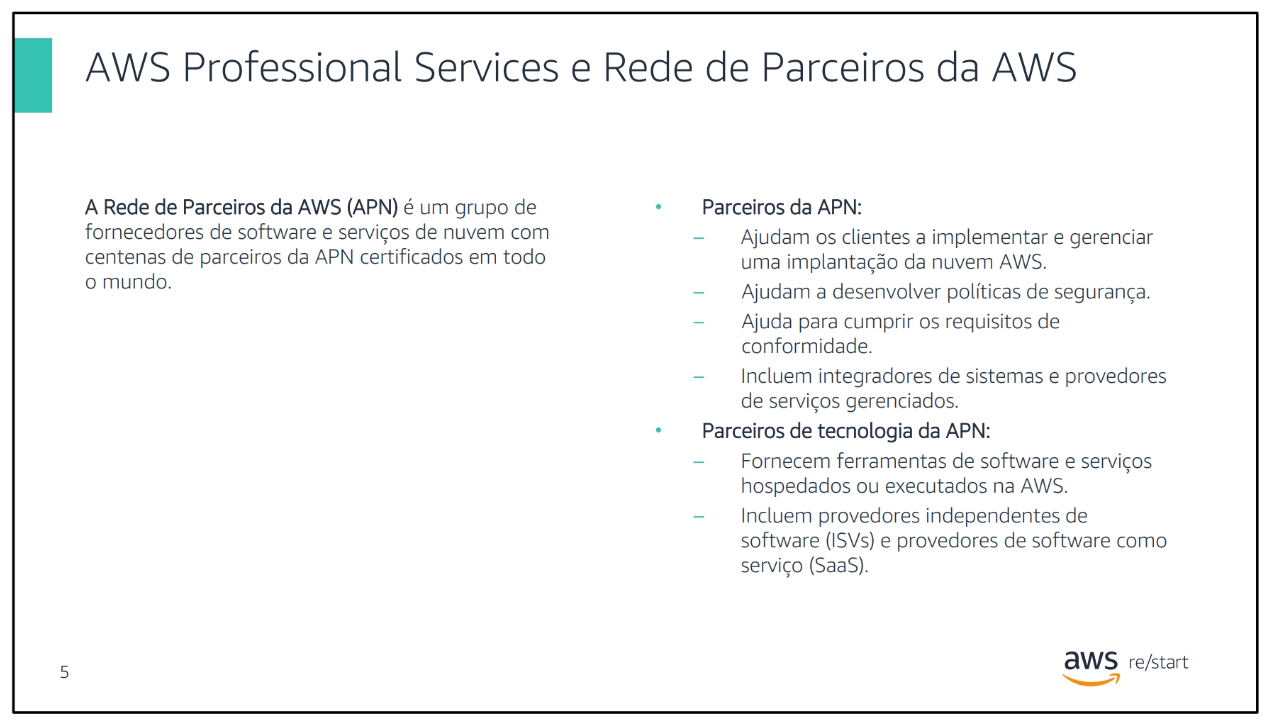 AWS Professional Services e Rede de Parceiros da AWS
A Rede de Parceiros da AWS (APN) é um grupo de
fornecedores de software e serviços de nuvem com
centenas de parceiros da APN certificados em todo
o mundo.
• Parceiros da APN:
– Ajudam os clientes a implementar e gerenciar
uma implantação da nuvem AWS.
– Ajudam a desenvolver políticas de segurança.
– Ajuda para cumprir os requisitos de
conformidade.
– Incluem integradores de sistemas e provedores
de serviços gerenciados.
• Parceiros de tecnologia da APN:
– Fornecem ferramentas de software e serviços
hospedados ou executados na AWS.
– Incluem provedores independentes de
software (ISVs) e provedores de software como
serviço (SaaS).
5
aws re/start